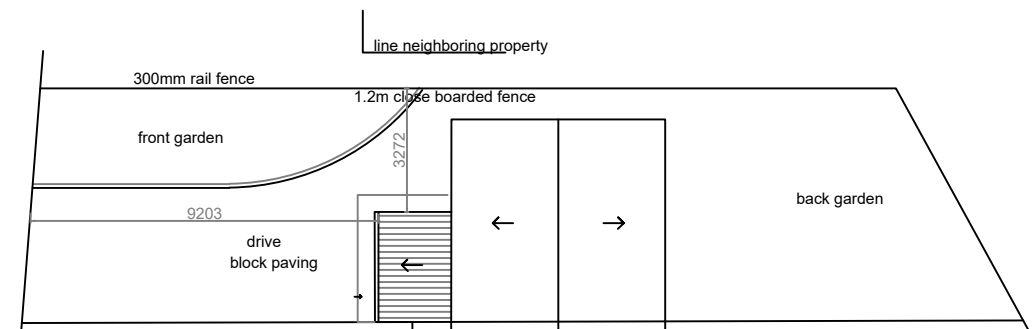 line neighboring property
300mm rail fence
1.2m close boarded fence
front garden
3272
back garden
9203
drive
block paving